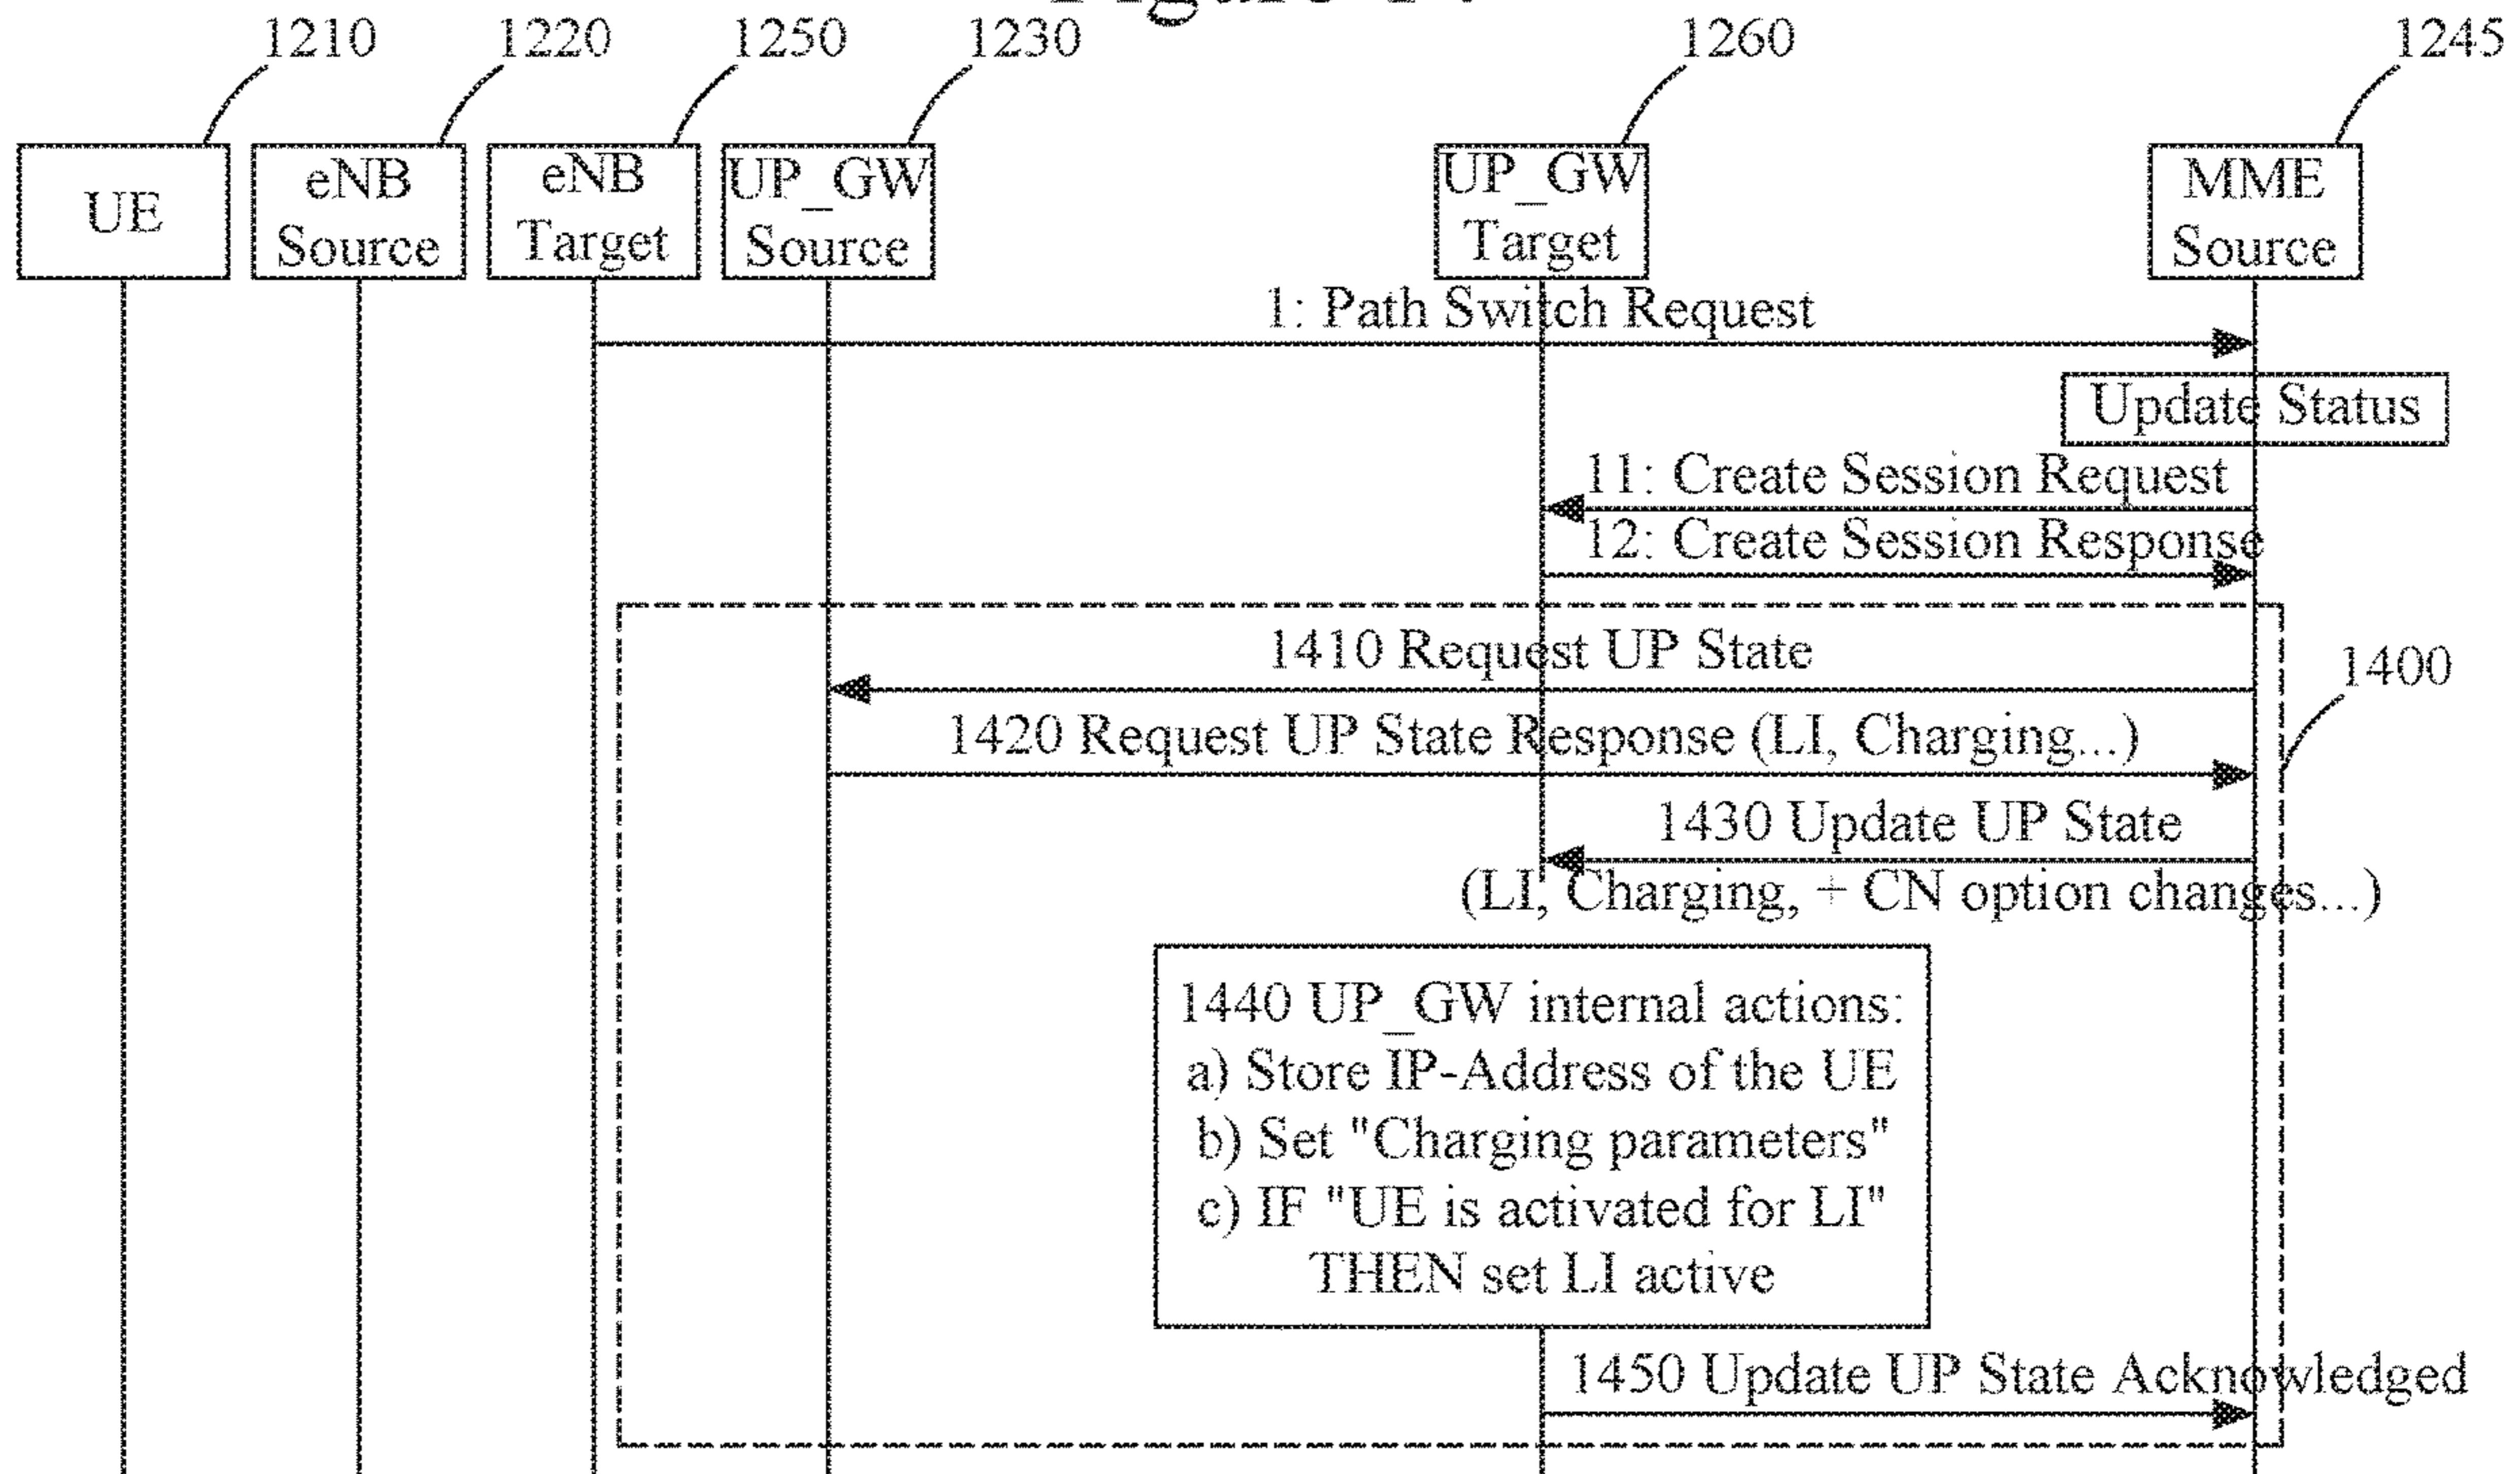 1210
1220
1250
1230
1260
1245
UE
eNB
Source
eNB
Target
UP_GW
Source
UP_GW
Target
MME
Source
1: Path Switch Request
Update Status
11: Create Session Request
12: Create Session Response
1410 Request UP State
1400
1420 Request UP State Response (LI, Charging...)
1430 Update UP State
(LI, Charging, + CN option changes...)
1440 UP_GW internal actions:
a) Store IP-Address of the UE
b) Set "Charging parameters"
c) IF "UE is activated for LI"
THEN set LI active
1450 Update UP State Acknowledged